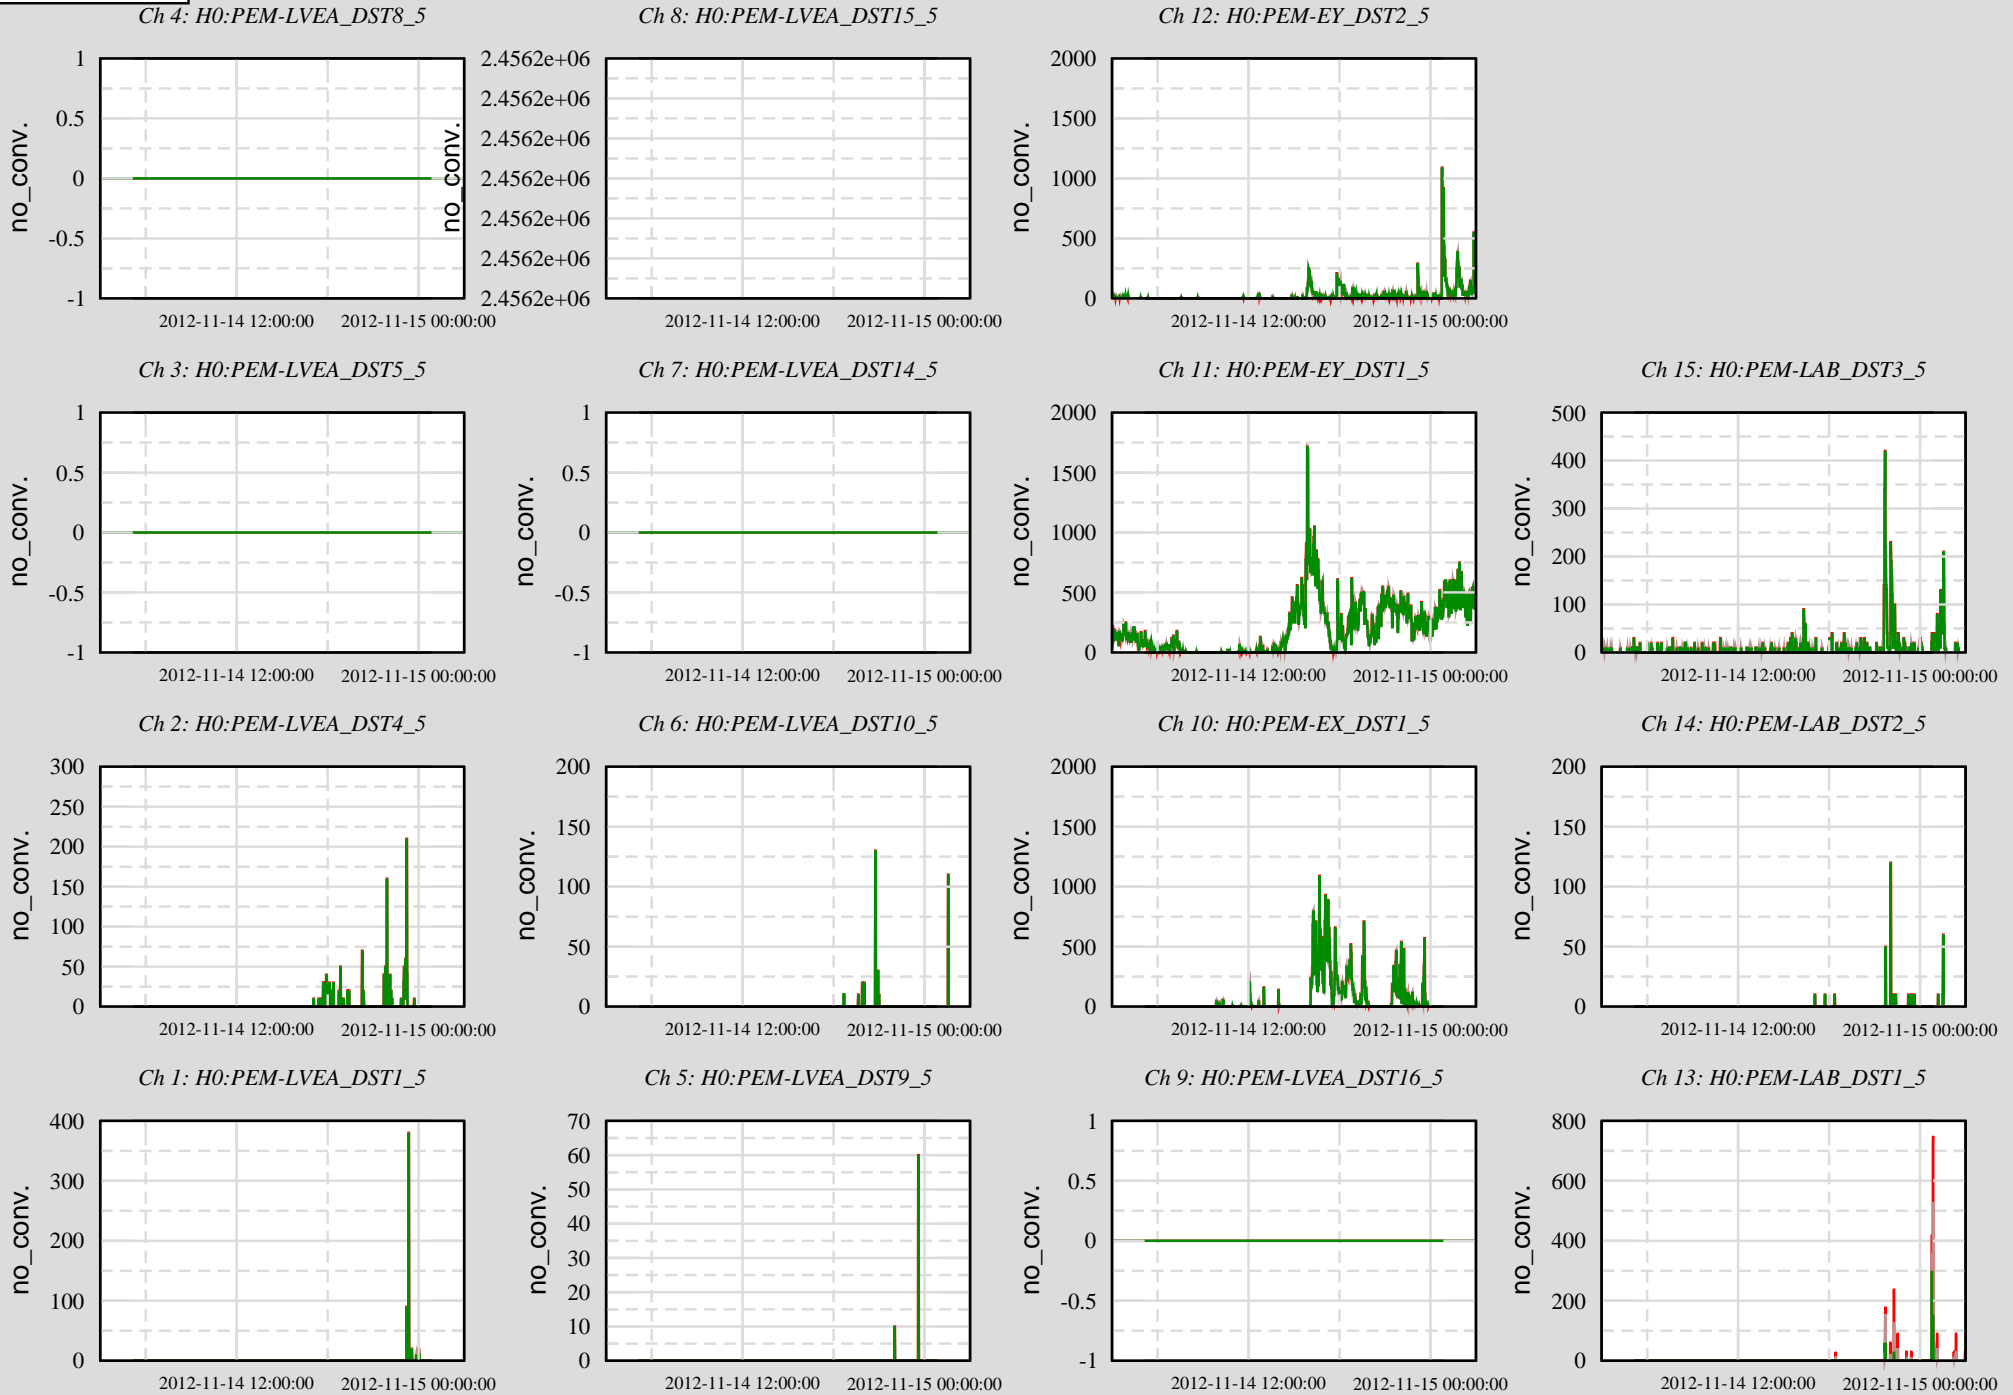 Ch 4: H0:PEM-LVEA_DST8_5
1
0.5
0
-0.5
-1
no_conv.
2012-11-14 12:00:00 2012-11-15 00:00:00
Ch 8: H0:PEM-LVEA_DST15_5
2.4562e+06
2.4562e+06
2.4562e+06
2.4562e+06
2.4562e+06
2.4562e+06
2.4562e+06
no_conv.
2012-11-14 12:00:00 2012-11-15 00:00:00
Ch 12: H0:PEM-EY_DST2_5
2000
1500
1000
500
0
no_conv.
2012-11-14 12:00:00 2012-11-15 00:00:00
Ch 3: H0:PEM-LVEA_DST5_5
1
0.5
0
-0.5
-1
no_conv.
2012-11-14 12:00:00 2012-11-15 00:00:00
Ch 7: H0:PEM-LVEA_DST14_5
1
0.5
0
-0.5
-1
no_conv.
2012-11-14 12:00:00 2012-11-15 00:00:00
Ch 11: H0:PEM-EY_DST1_5
2000
1500
1000
500
0
no_conv.
2012-11-14 12:00:00 2012-11-15 00:00:00
Ch 15: H0:PEM-LAB_DST3_5
500
400
300
200
100
0
no_conv.
2012-11-14 12:00:00 2012-11-15 00:00:00
Ch 2: H0:PEM-LVEA_DST4_5
300
250
200
150
100
50
0
no_conv.
2012-11-14 12:00:00 2012-11-15 00:00:00
Ch 6: H0:PEM-LVEA_DST10_5
200
150
100
50
0
no_conv.
2012-11-14 12:00:00 2012-11-15 00:00:00
Ch 10: H0:PEM-EX_DST1_5
2000
1500
1000
500
0
no_conv.
2012-11-14 12:00:00 2012-11-15 00:00:00
Ch 14: H0:PEM-LAB_DST2_5
200
150
100
50
0
no_conv.
2012-11-14 12:00:00 2012-11-15 00:00:00
Ch 1: H0:PEM-LVEA_DST1_5
400
300
200
100
0
no_conv.
2012-11-14 12:00:00 2012-11-15 00:00:00
Ch 5: H0:PEM-LVEA_DST9_5
70
60
50
40
30
20
10
0
no_conv.
2012-11-14 12:00:00 2012-11-15 00:00:00
Ch 9: H0:PEM-LVEA_DST16_5
1
0.5
0
-0.5
-1
no_conv.
2012-11-14 12:00:00 2012-11-15 00:00:00
Ch 13: H0:PEM-LAB_DST1_5
800
600
400
200
0
no_conv.
2012-11-14 12:00:00 2012-11-15 00:00:00